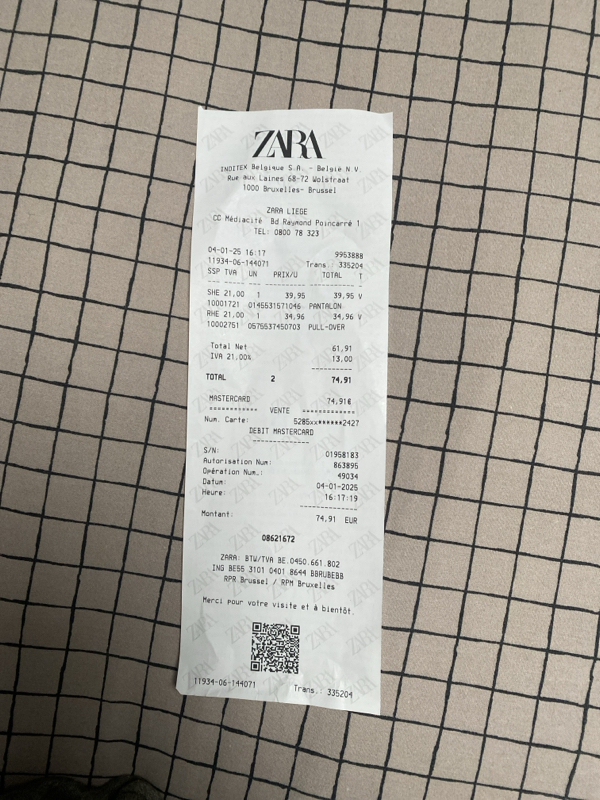 ZARA
INDITEX Belgique S.A. - België N.V.
Rue aux Laines 68-72 Wolstraat
1000 Bruxelles- Brussel
ZARA LIEGE
CC Médiacité Bd Raymond Poincarré 1
TEL: 0800 78 323
04-01-25 16:17 9953888
11934-06-144071 Trans.: 335204
SSP TVA UN PRIX/U TOTAL T
SHE 21,00 1 39,95 39,95 V
10001721 01455315710​46 PANTALON
RHE 21,00 1 34,96 34,96 V
10002751 0575537450703 PULL-OVER
Total Net 61,91
IVA 21.00% 13,00
----------
TOTAL 2 74,91
MASTERCARD 74,91€
============ VENTE =============
Num. Carte: 5285xx******2427
DEBIT MASTERCARD
--------------
S/N: 01958183
Autorisation Num: 863895
Opération Num.: 49034
Datum: 04-01-2025
Heure: 16:17:19
--------------
Montant: 74,91 EUR
08621672
ZARA: BTW/TVA BE.0450.661.802
ING BE55 3101 0401 8644 BBRUBEBB
RPR Brussel / RPM Bruxelles
Merci pour votre visite et à bientôt.
11934-06-144071 Trans.: 335204